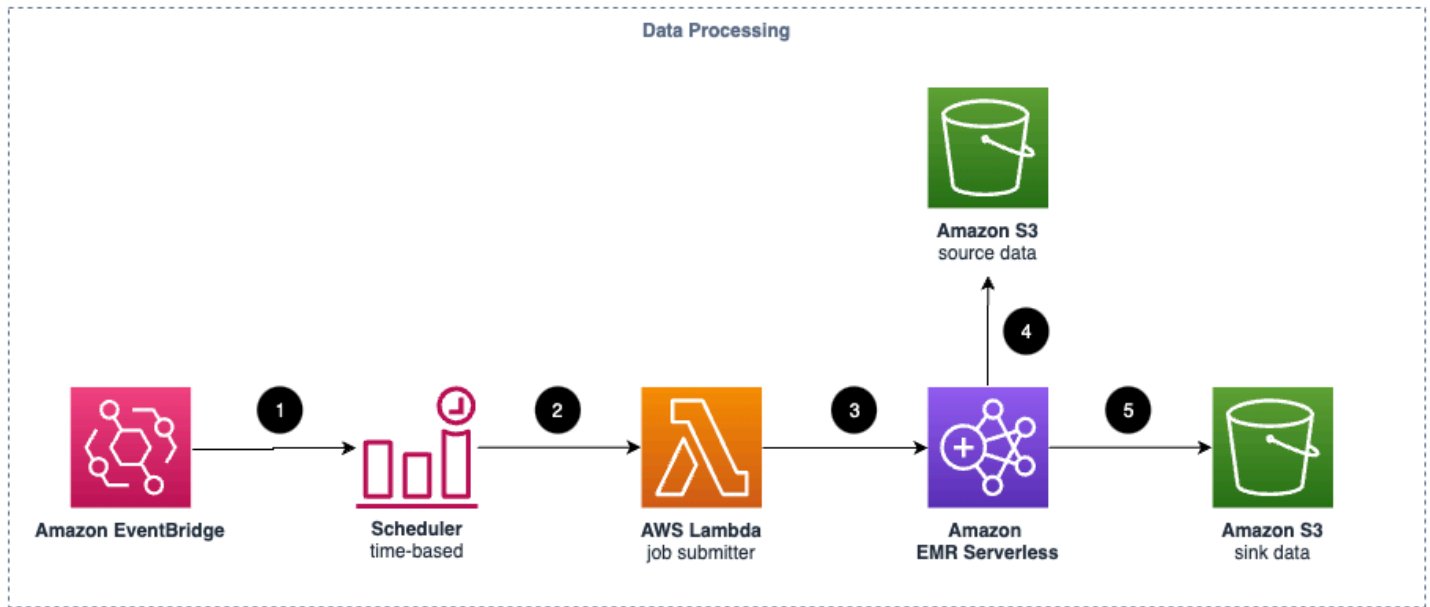 Data Processing
Amazon S3
source data
4
1
2
3
5
Amazon EventBridge
Scheduler
time-based
AWS Lambda
job submitter
Amazon
EMR Serverless
Amazon S3
sink data